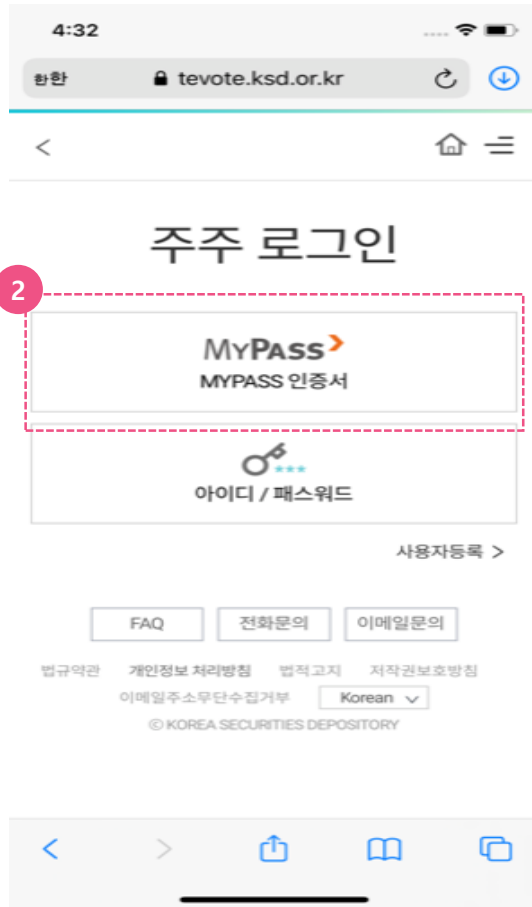 4:32
한한 tevote.ksd.or.kr
주주 로그인
2
MYPASS
MYPASS 인증서
아이디 / 패스워드
사용자등록 >
FAQ 전화문의 이메일문의
법규약관 개인정보 처리방침 법적고지 저작권보호방침
이메일주소무단수집거부 Korean
© KOREA SECURITIES DEPOSITORY